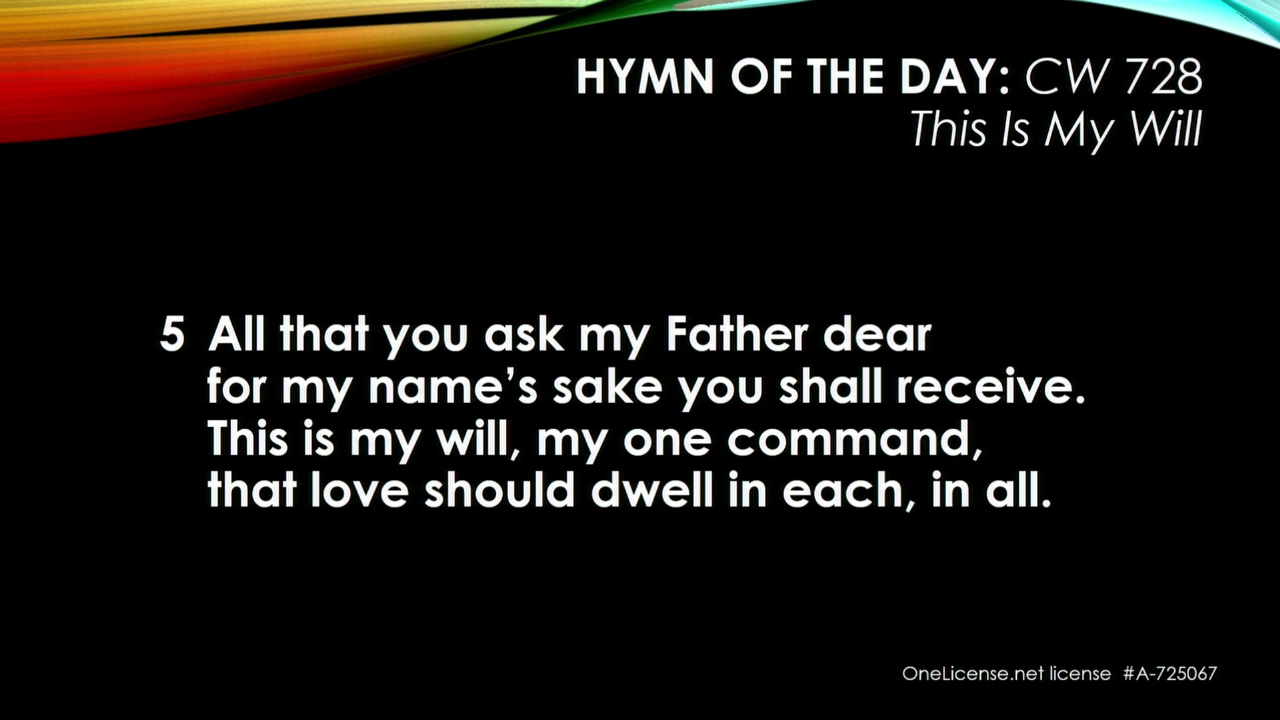 HYMN OF THE DAY: CW 728
This Is My Will
5 All that you ask my Father dear
for my name’s sake you shall receive.
This is my will, my one command,
that love should dwell in each, in all.
OneLicense.net license #A-725067